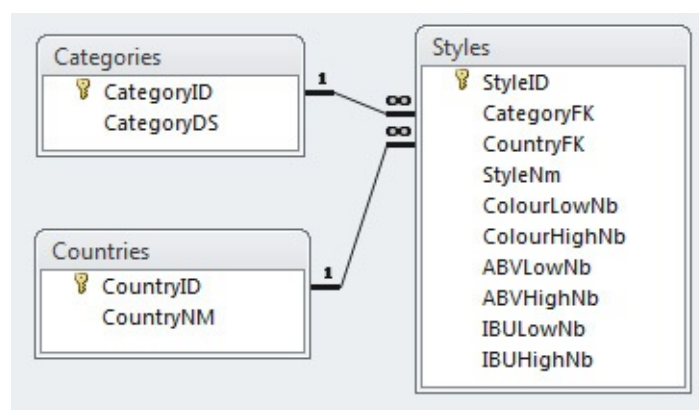 Categories
CategoryID
CategoryDS
1
Countries
CountryID
CountryNM
1
∞
∞
Styles
StyleID
CategoryFK
CountryFK
StyleNm
ColourLowNb
ColourHighNb
ABVLowNb
ABVHighNb
IBULowNb
IBUHighNb